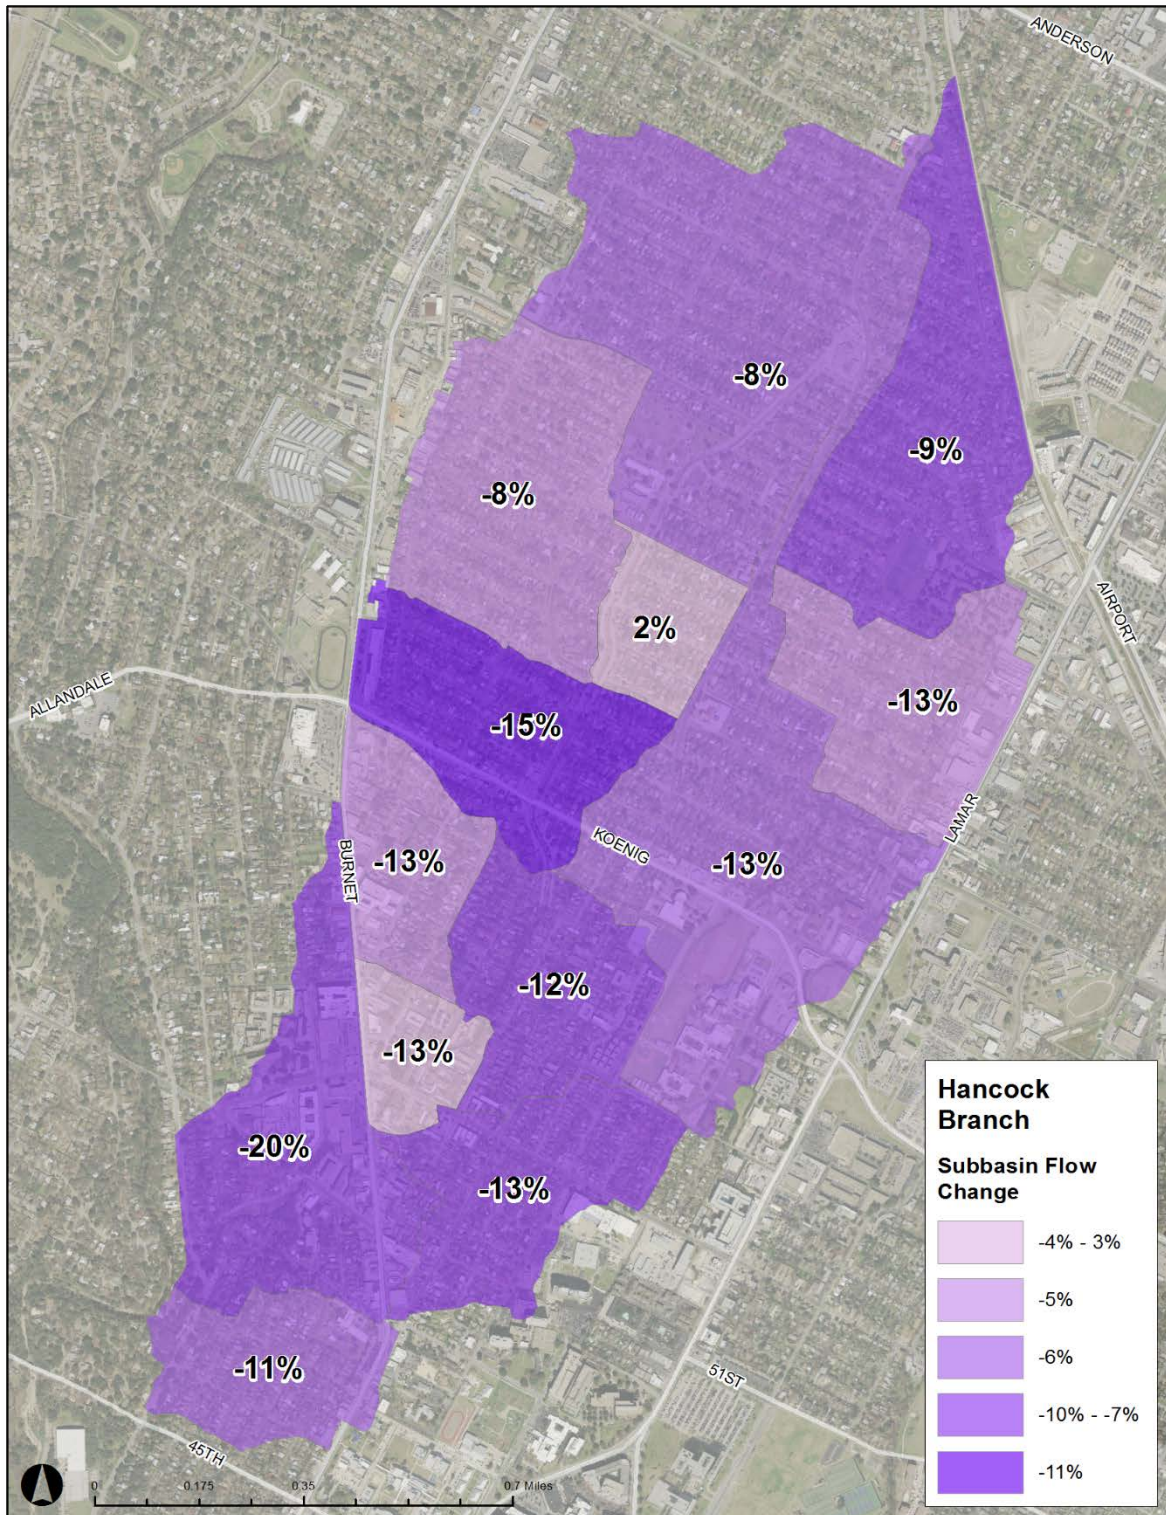 ANDERSON
-8%
-9%
-8%
AIRPORT
2%
ALLANDALE
-13%
-15%
LAMAR
KOENIG
BURNET
-13%
-13%
-12%
-13%
-20%
-13%
-11%
51ST
45TH
0 0.175 0.35 0.7 Miles
Hancock
Branch
Subbasin Flow
Change
-4% - 3%
-5%
-6%
-10% - -7%
-11%